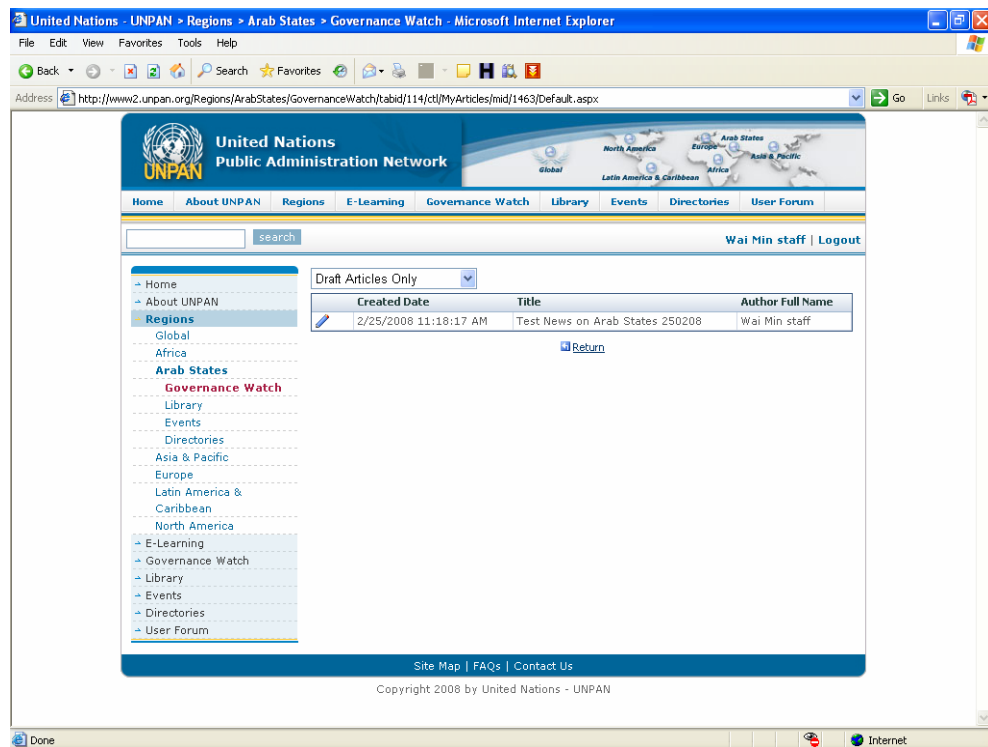 United Nations - UNPAN > Regions > Arab States > Governance Watch - Microsoft Internet Explorer
File Edit View Favorites Tools Help
Back Search Favorites
Address http://www2.unpan.org/Regions/ArabStates/GovernanceWatch/tabid/114/ctl/MyArticles/mid/1463/Default.aspx Go Links
UNPAN
United Nations
Public Administration Network
Global
North America
Latin America & Caribbean
Europe
Arab States
Africa
Asia & Pacific
Home About UNPAN Regions E-Learning Governance Watch Library Events Directories User Forum
search
Wai Min staff | Logout
Home
About UNPAN
Regions
Global
Africa
Arab States
Governance Watch
Library
Events
Directories
Asia & Pacific
Europe
Latin America &
Caribbean
North America
E-Learning
Governance Watch
Library
Events
Directories
User Forum
Draft Articles Only
Created Date Title Author Full Name
2/25/2008 11:18:17 AM Test News on Arab States 250208 Wai Min staff
Return
Site Map | FAQs | Contact Us
Copyright 2008 by United Nations - UNPAN
Done
Internet